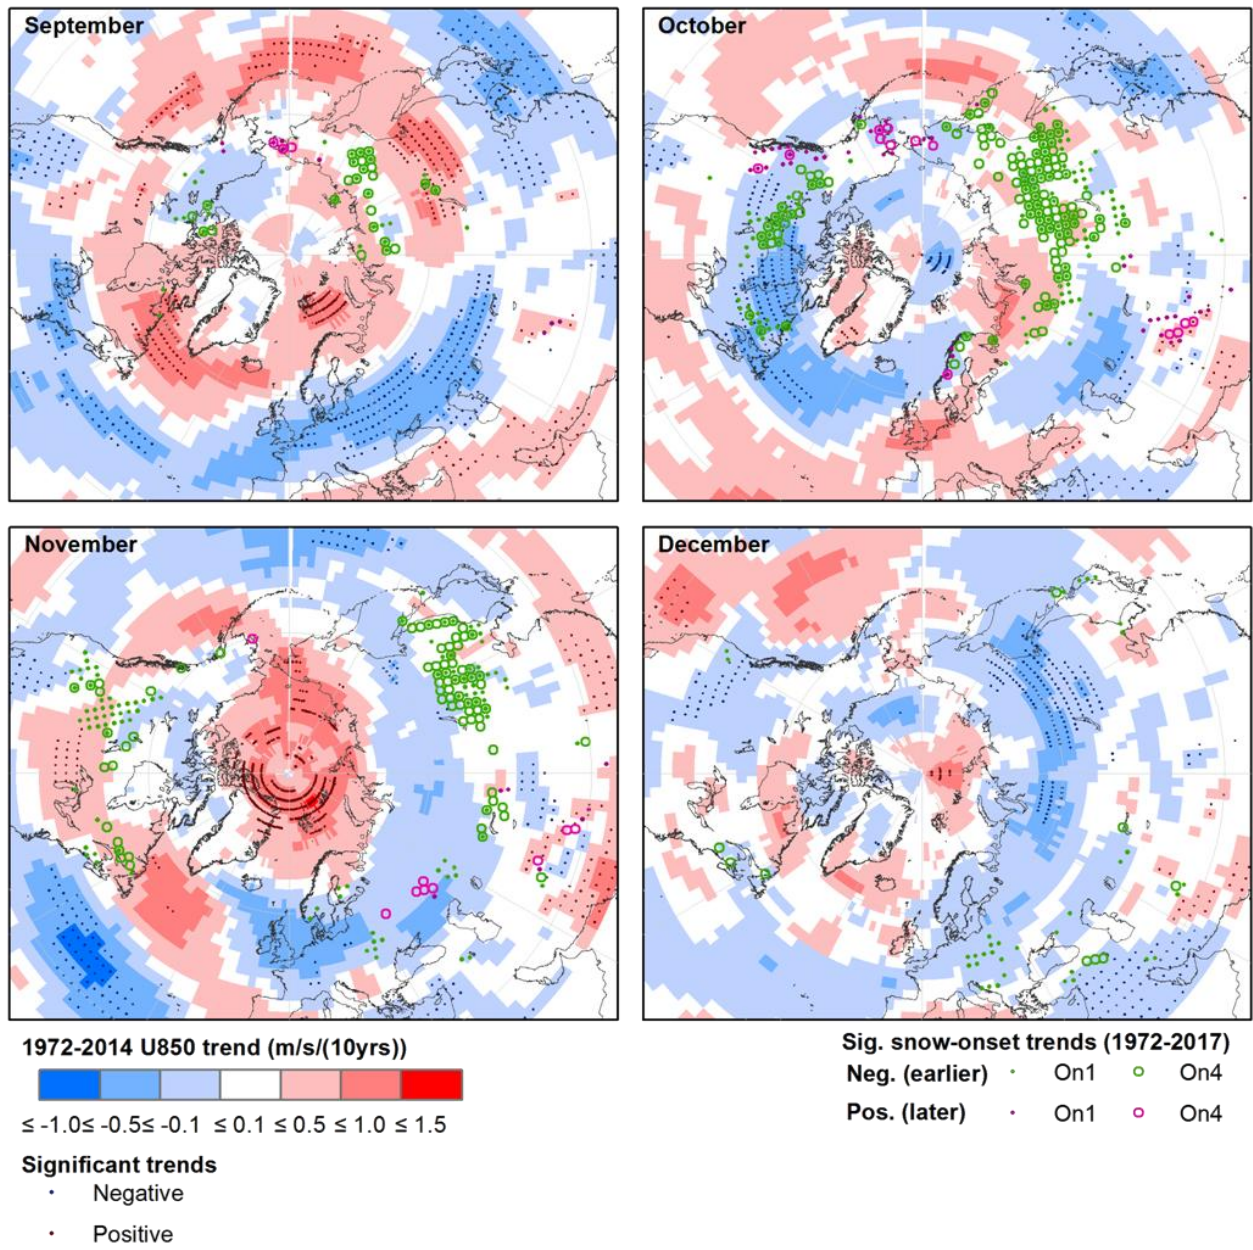 September
October
November
December
1972-2014 U850 trend (m/s/(10yrs))
≤ -1.0≤ -0.5≤ -0.1 ≤ 0.1 ≤ 0.5 ≤ 1.0 ≤ 1.5
Significant trends
Negative
Positive
Sig. snow-onset trends (1972-2017)
Neg. (earlier) On1 On4
Pos. (later) On1 On4